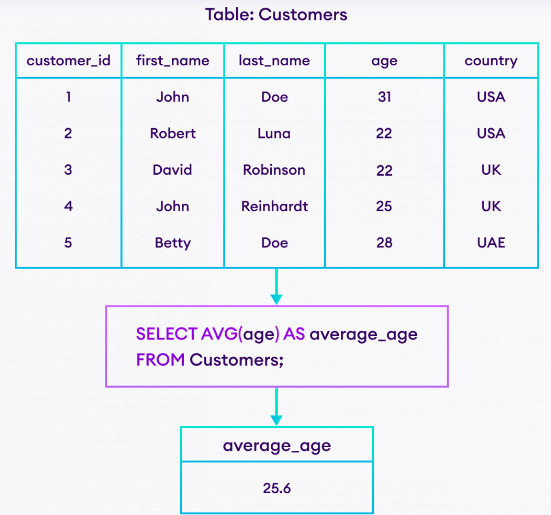 Table: Customers
customer_id first_name last_name age country
1 John Doe 31 USA
2 Robert Luna 22 USA
3 David Robinson 22 UK
4 John Reinhardt 25 UK
5 Betty Doe 28 UAE
SELECT AVG(age) AS average_age
FROM Customers;
average_age
25.6